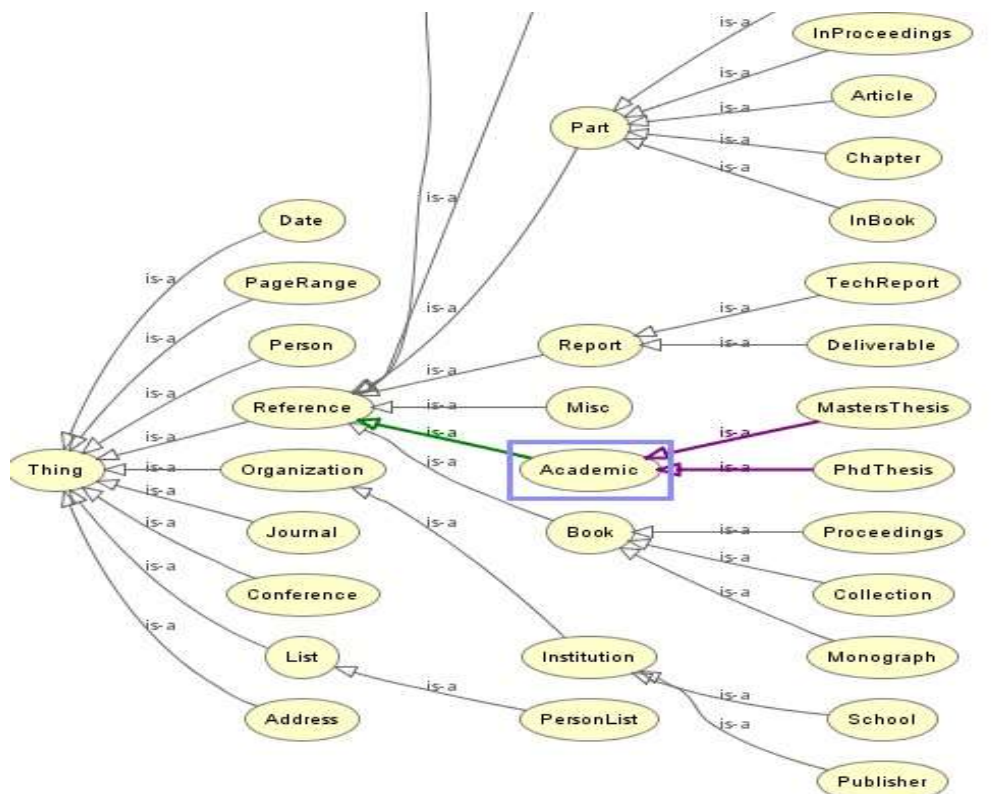 is-a
InProceedings
is-a
Article
is-a
Part
is-a
Chapter
is-a
InBook
is-a
Date
is-a
PageRange
TechReport
is-a
is-a
Person
Report
is-a
Deliverable
is-a
is-a
Reference
is-a
Misc
MastersThesis
is-a
is-a
is-a
Thing
is-a
Organization
is-a
Academic
is-a
PhdThesis
is-a
Journal
is-a
Book
is-a
Proceedings
is-a
Conference
is-a
Collection
is-a
is-a
List
Institution
Monograph
is-a
Address
PersonList
is-a
School
is-a
Publisher